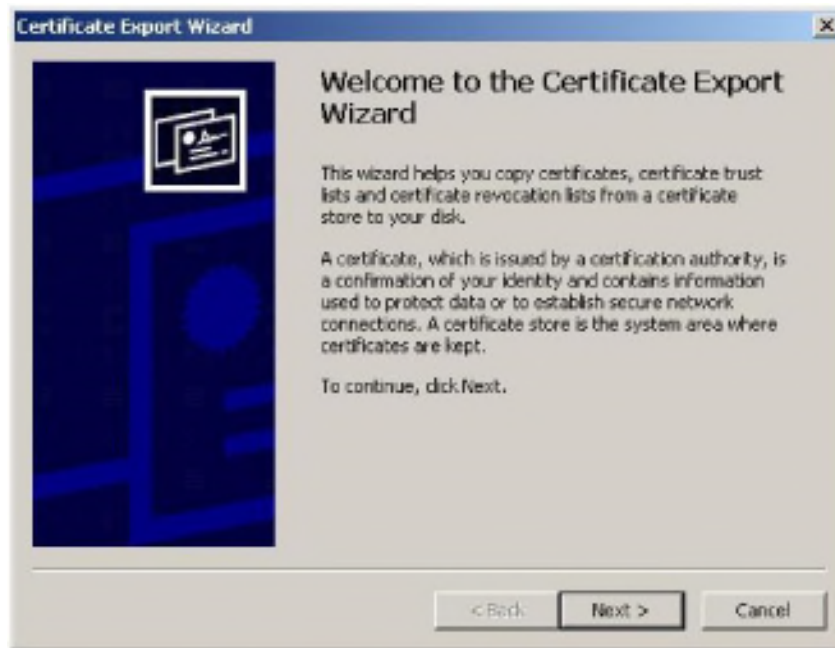 Certificate Export Wizard
Welcome to the Certificate Export
Wizard
This wizard helps you copy certificates, certificate trust
lists and certificate revocation lists from a certificate
store to your disk.
A certificate, which is issued by a certification authority, is
a confirmation of your identity and contains information
used to protect data or to establish secure network
connections. A certificate store is the system area where
certificates are kept.
To continue, click Next.
< Back Next > Cancel